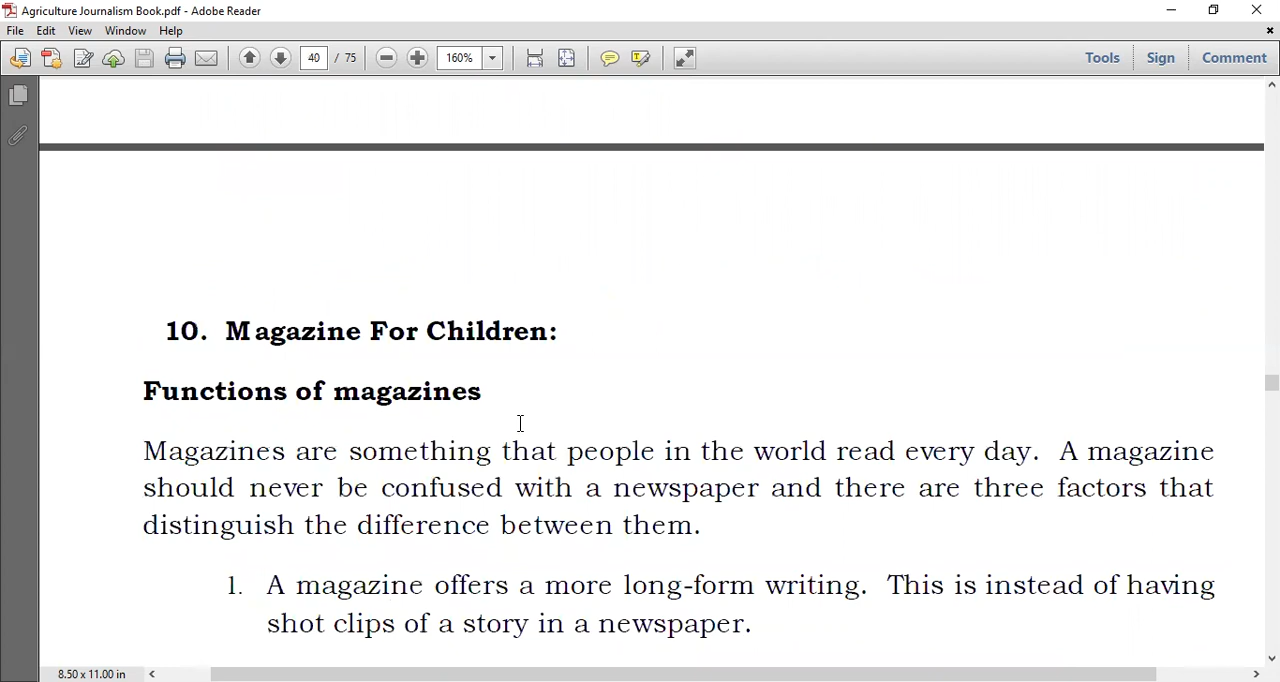 Agriculture Journalism Book.pdf - Adobe Reader
File Edit View Window Help
40 / 75 160% Tools Sign Comment
10. Magazine For Children:
Functions of magazines
Magazines are something that people in the world read every day. A magazine
should never be confused with a newspaper and there are three factors that
distinguish the difference between them.
1. A magazine offers a more long-form writing. This is instead of having
shot clips of a story in a newspaper.
8.50 x 11.00 in